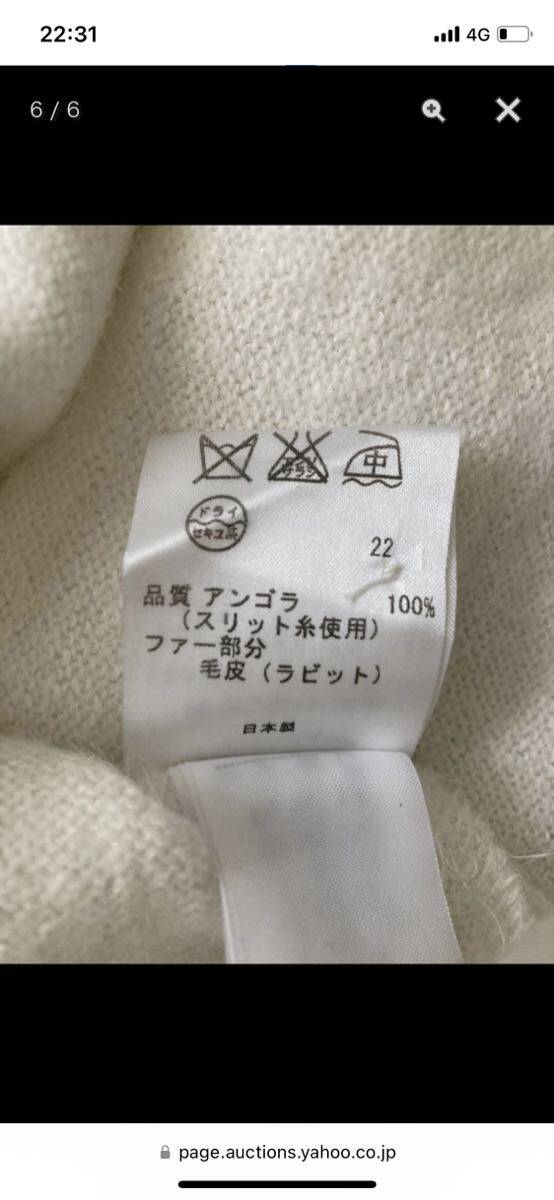 22:31
4G
6 / 6
中
ドライ
セキユ系
22
品質 アンゴラ 100%
(スリット糸使用)
ファー部分
毛皮(ラビット)
日本製
page.auctions.yahoo.co.jp